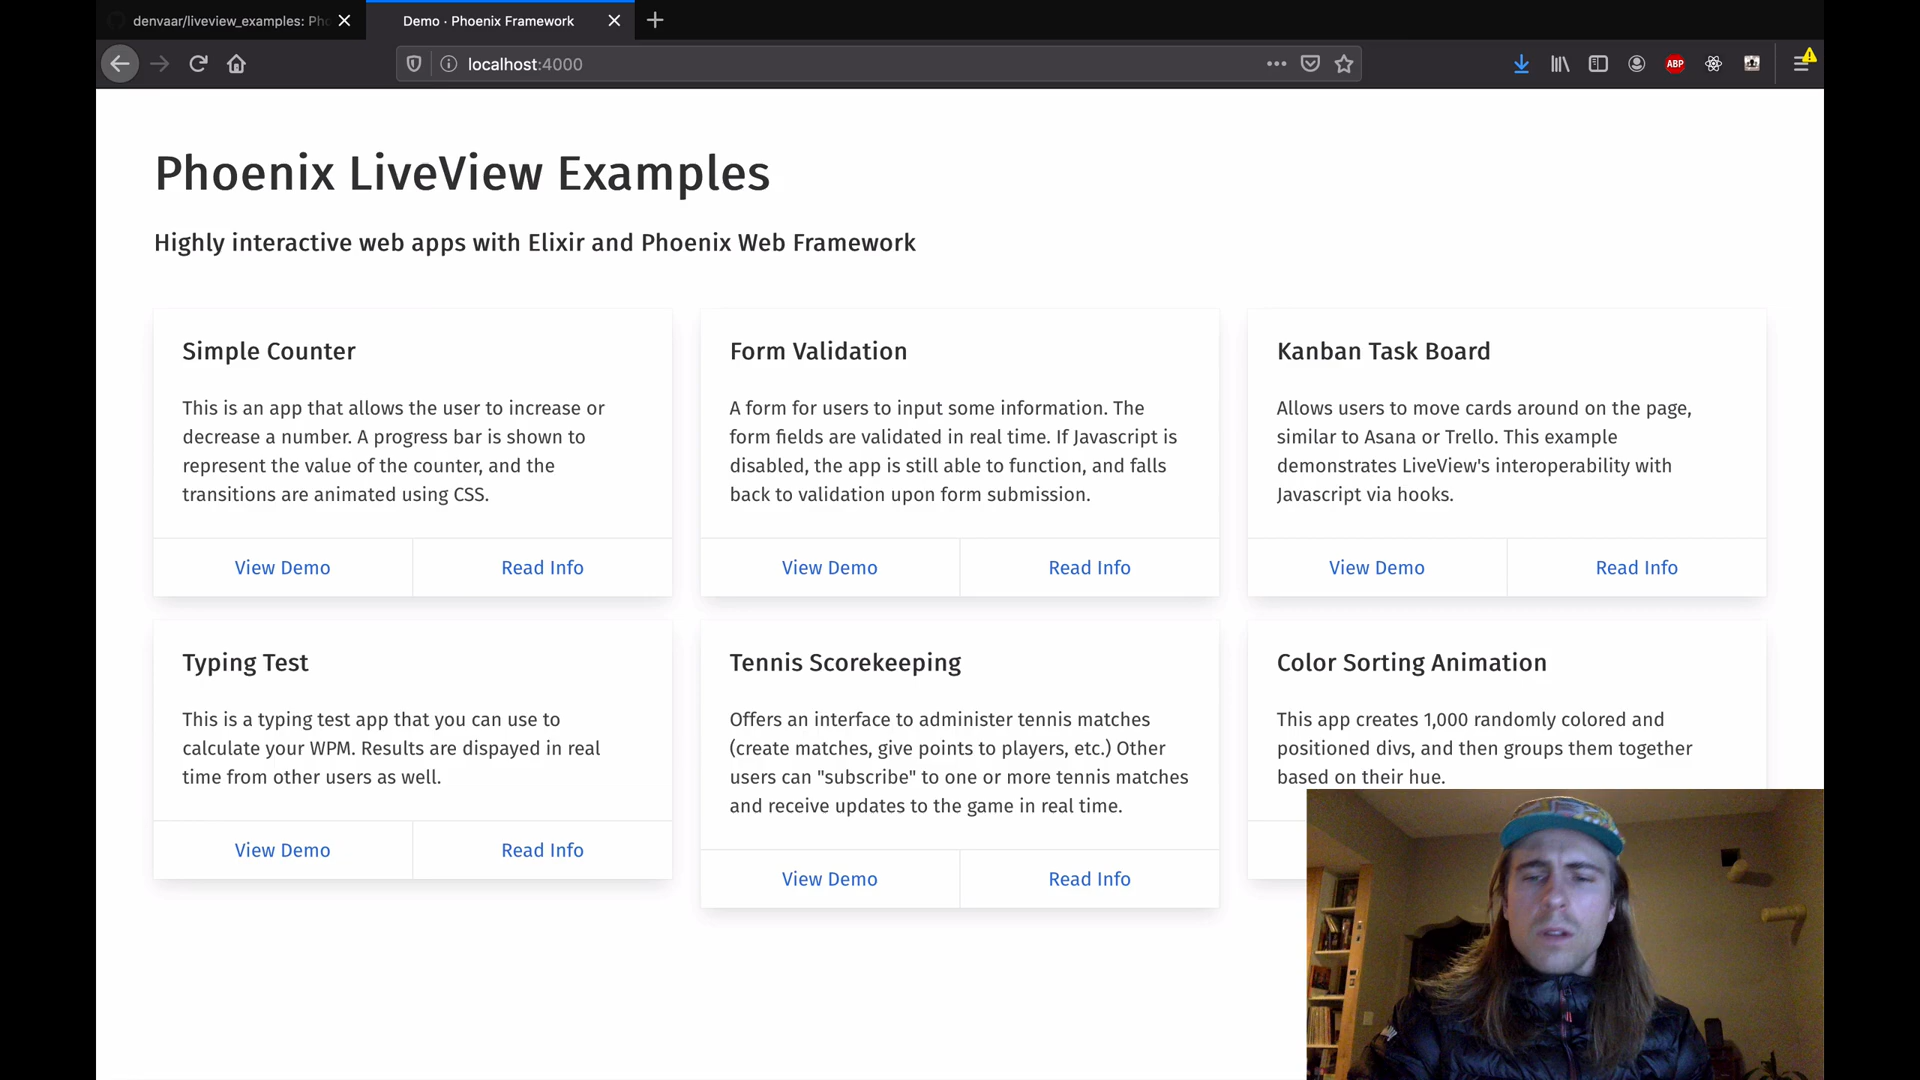 denvaar/liveview_examples: Pho
Demo · Phoenix Framework
localhost:4000
ABP
Phoenix LiveView Examples
Highly interactive web apps with Elixir and Phoenix Web Framework
Simple Counter
This is an app that allows the user to increase or
decrease a number. A progress bar is shown to
represent the value of the counter, and the
transitions are animated using CSS.
View Demo
Read Info
Form Validation
A form for users to input some information. The
form fields are validated in real time. If Javascript is
disabled, the app is still able to function, and falls
back to validation upon form submission.
View Demo
Read Info
Kanban Task Board
Allows users to move cards around on the page,
similar to Asana or Trello. This example
demonstrates LiveView's interoperability with
Javascript via hooks.
View Demo
Read Info
Typing Test
This is a typing test app that you can use to
calculate your WPM. Results are dispayed in real
time from other users as well.
View Demo
Read Info
Tennis Scorekeeping
Offers an interface to administer tennis matches
(create matches, give points to players, etc.) Other
users can "subscribe" to one or more tennis matches
and receive updates to the game in real time.
View Demo
Read Info
Color Sorting Animation
This app creates 1,000 randomly colored and
positioned divs, and then groups them together
based on their hue.